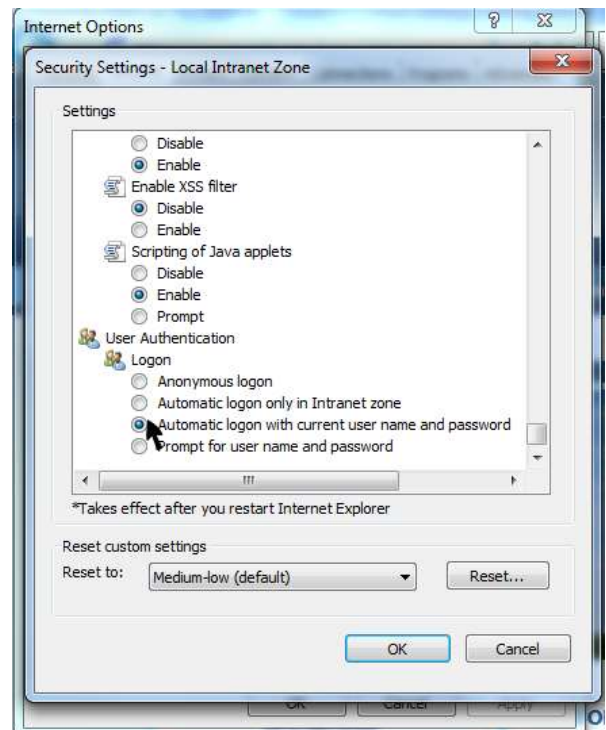 Internet Options
Security Settings - Local Intranet Zone
Settings
Disable
Enable
Enable XSS filter
Disable
Enable
Scripting of Java applets
Disable
Enable
Prompt
User Authentication
Logon
Anonymous logon
Automatic logon only in Intranet zone
Automatic logon with current user name and password
Prompt for user name and password
*Takes effect after you restart Internet Explorer
Reset custom settings
Reset to: Medium-low (default) Reset...
OK Cancel
OK Cancel Apply